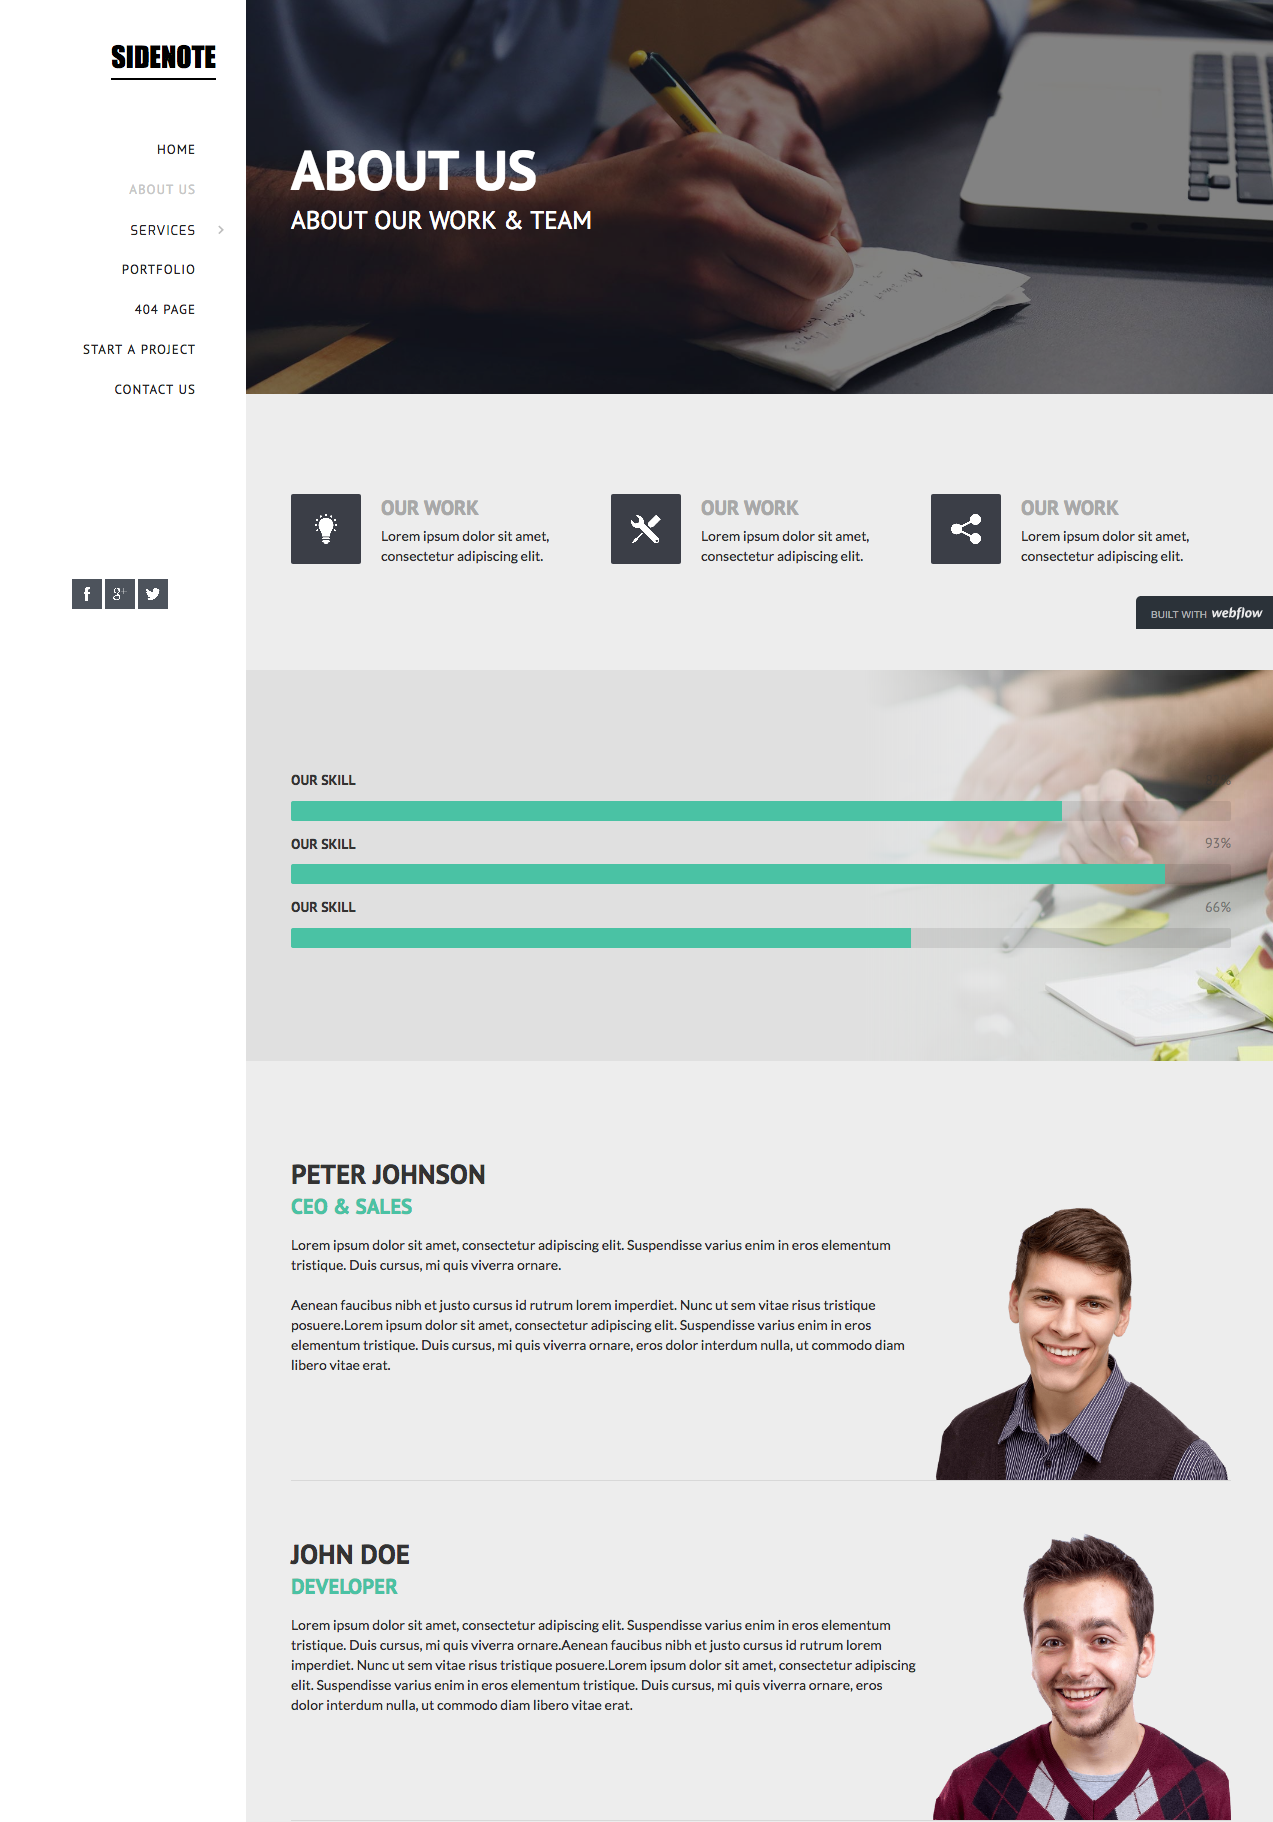 SIDENOTE
HOME
ABOUT US
SERVICES
PORTFOLIO
404 PAGE
START A PROJECT
CONTACT US
ABOUT US
ABOUT OUR WORK & TEAM
OUR WORK
Lorem ipsum dolor sit amet,
consectetur adipiscing elit.
OUR WORK
Lorem ipsum dolor sit amet,
consectetur adipiscing elit.
OUR WORK
Lorem ipsum dolor sit amet,
consectetur adipiscing elit.
BUILT WITH webflow
OUR SKILL
OUR SKILL
93%
OUR SKILL
66%
PETER JOHNSON
CEO & SALES
Lorem ipsum dolor sit amet, consectetur adipiscing elit. Suspendisse varius enim in eros elementum
tristique. Duis cursus, mi quis viverra ornare.
Aenean faucibus nibh et justo cursus id rutrum lorem imperdiet. Nunc ut sem vitae risus tristique
posuere.Lorem ipsum dolor sit amet, consectetur adipiscing elit. Suspendisse varius enim in eros
elementum tristique. Duis cursus, mi quis viverra ornare, eros dolor interdum nulla, ut commodo diam
libero vitae erat.
JOHN DOE
DEVELOPER
Lorem ipsum dolor sit amet, consectetur adipiscing elit. Suspendisse varius enim in eros elementum
tristique. Duis cursus, mi quis viverra ornare.Aenean faucibus nibh et justo cursus id rutrum lorem
imperdiet. Nunc ut sem vitae risus tristique posuere.Lorem ipsum dolor sit amet, consectetur adipiscing
elit. Suspendisse varius enim in eros elementum tristique. Duis cursus, mi quis viverra ornare, eros
dolor interdum nulla, ut commodo diam libero vitae erat.